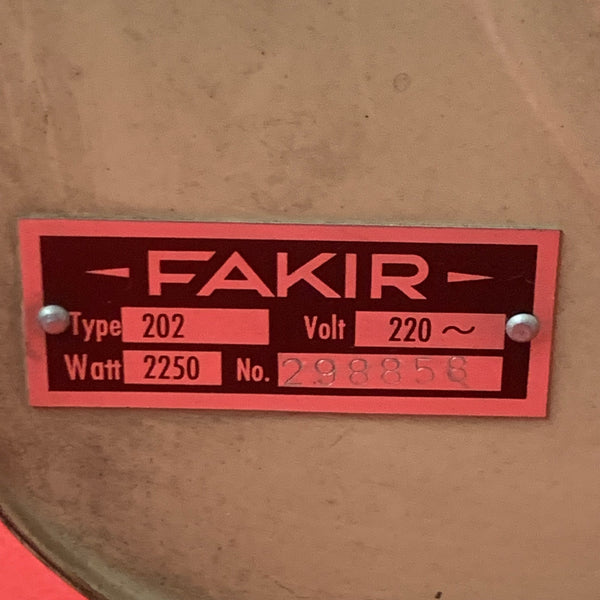 FAKIR
Type 202 Volt 220 ~
Watt 2250 No. 298858